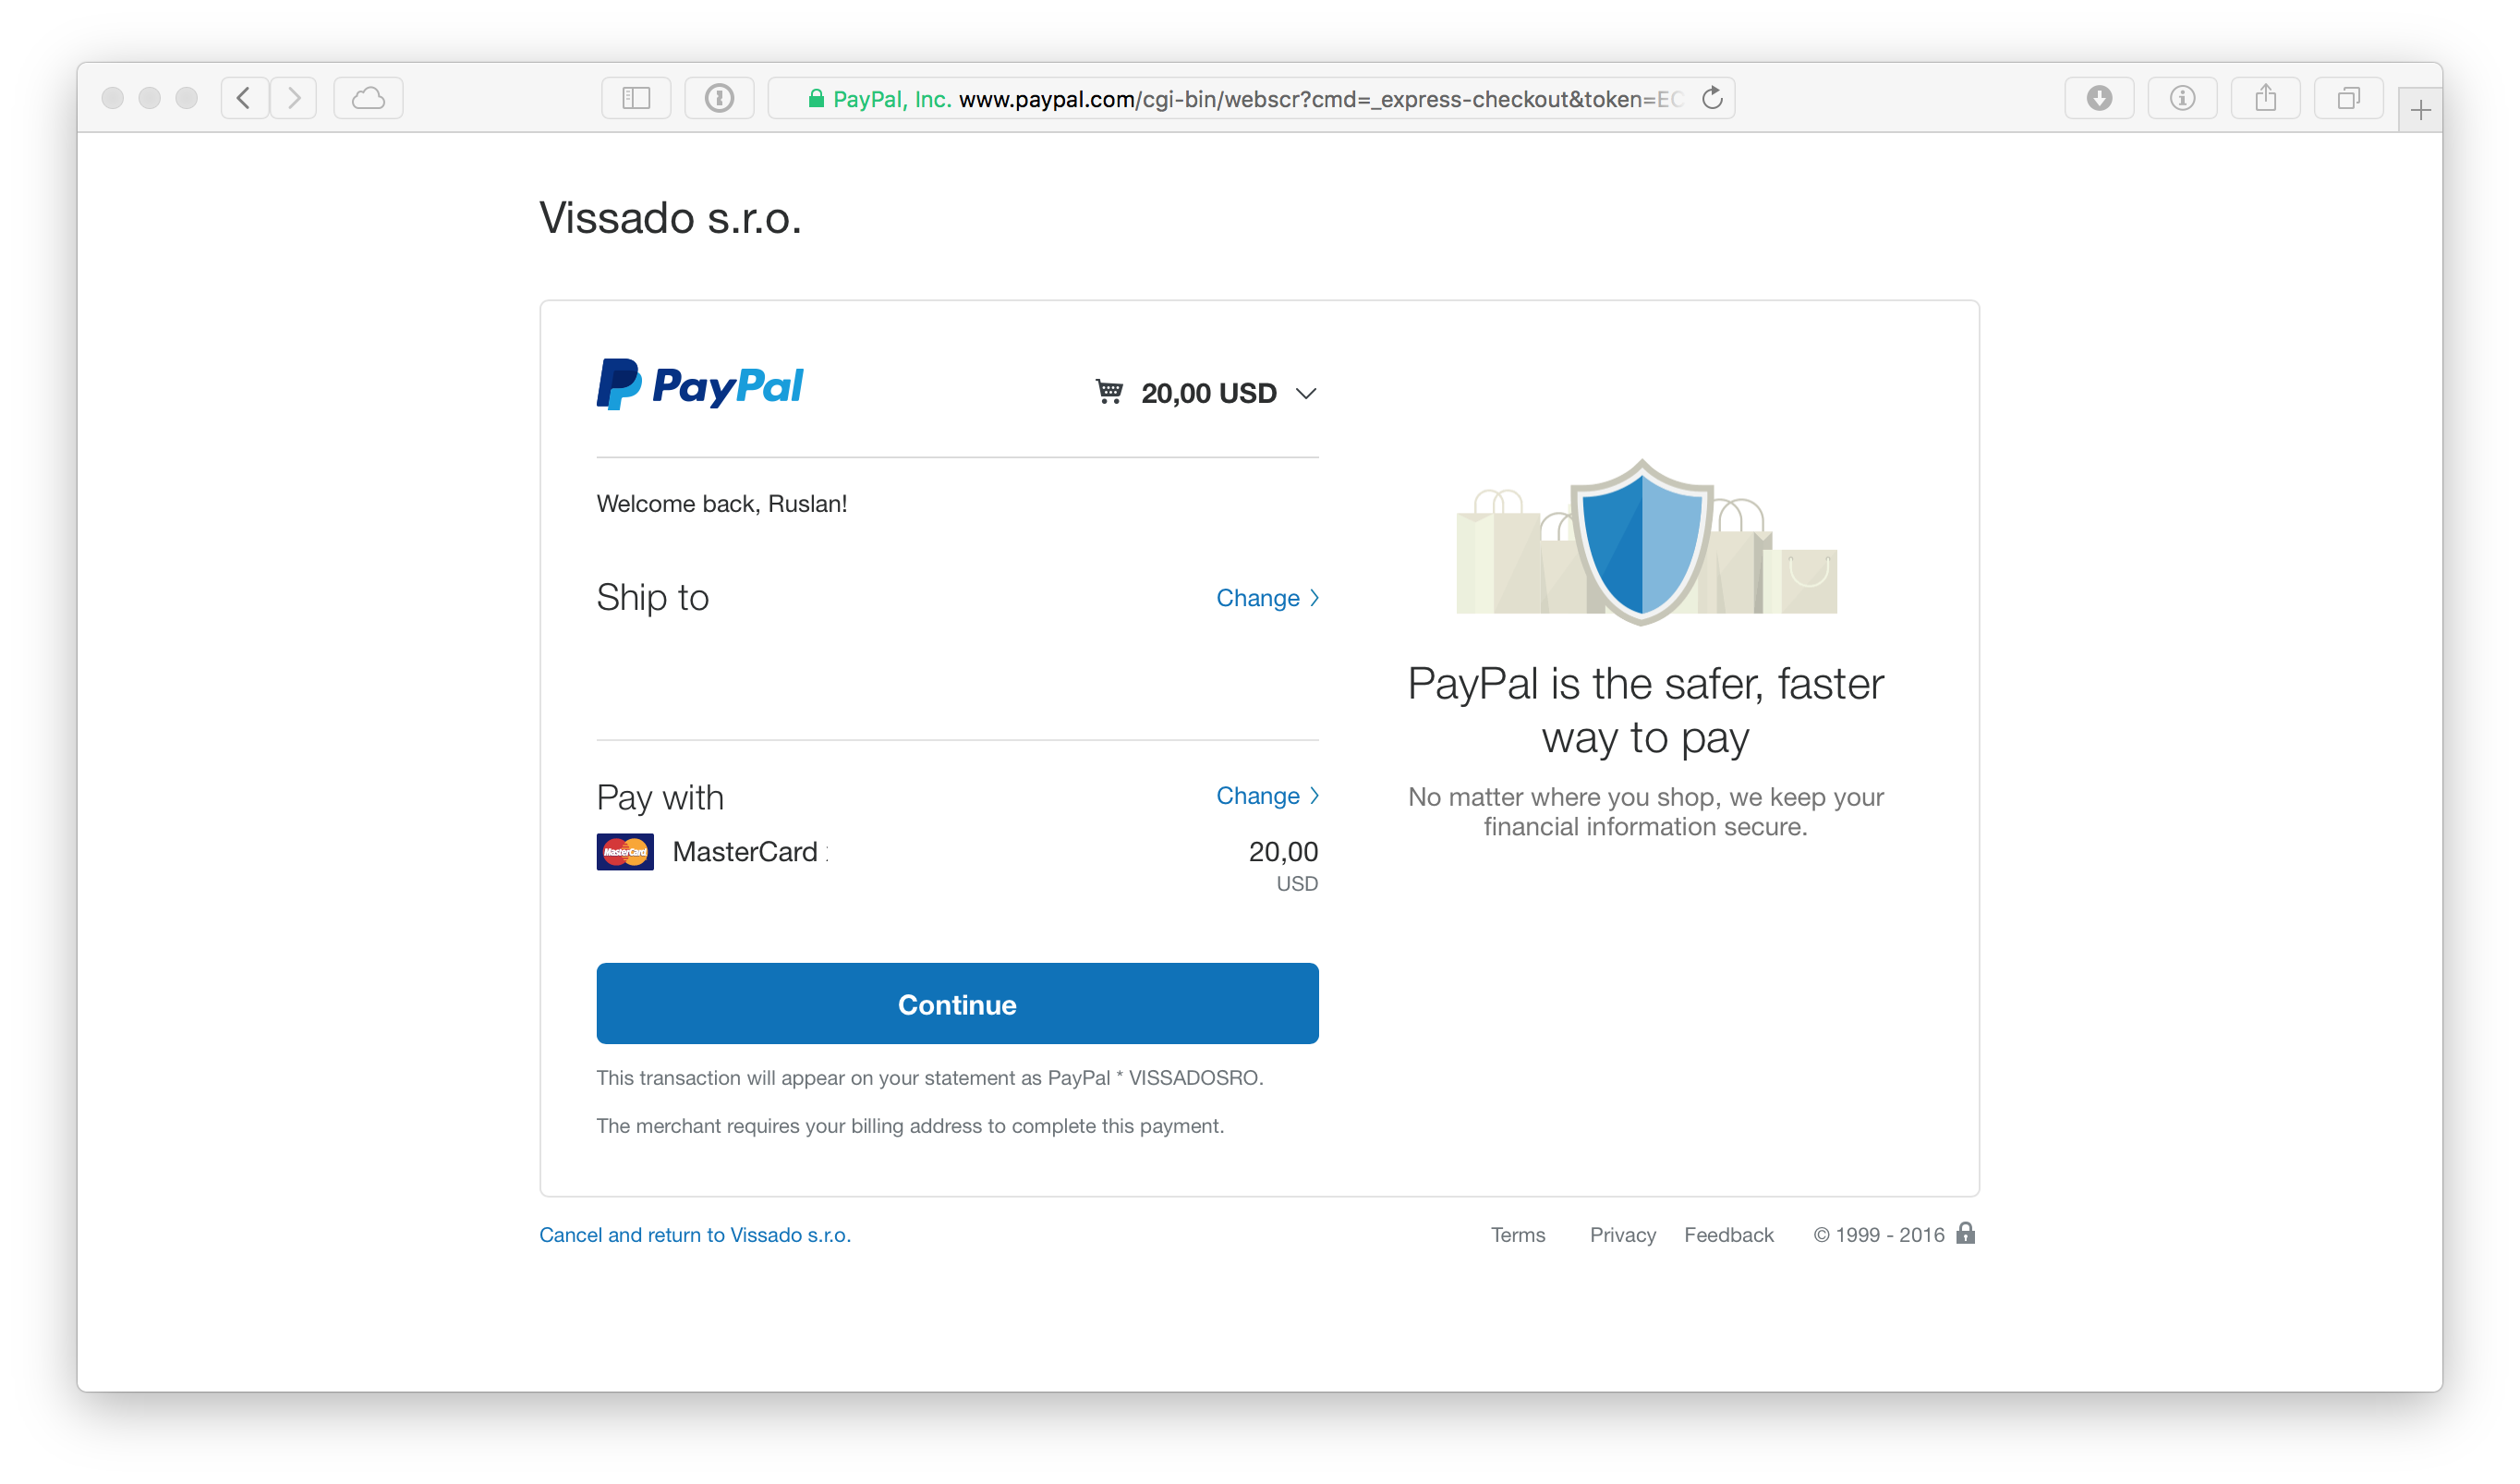 PayPal, Inc. www.paypal.com/cgi-bin/webscr?cmd=_express-checkout&token=EC
Vissado s.r.o.
PayPal
20,00 USD
Welcome back, Ruslan!
Ship to
Change
Pay with
Change
MasterCard
MasterCard
20,00
USD
Continue
This transaction will appear on your statement as PayPal * VISSADOSRO.
The merchant requires your billing address to complete this payment.
PayPal is the safer, faster
way to pay
No matter where you shop, we keep your
financial information secure.
Cancel and return to Vissado s.r.o.
Terms
Privacy
Feedback
© 1999 - 2016